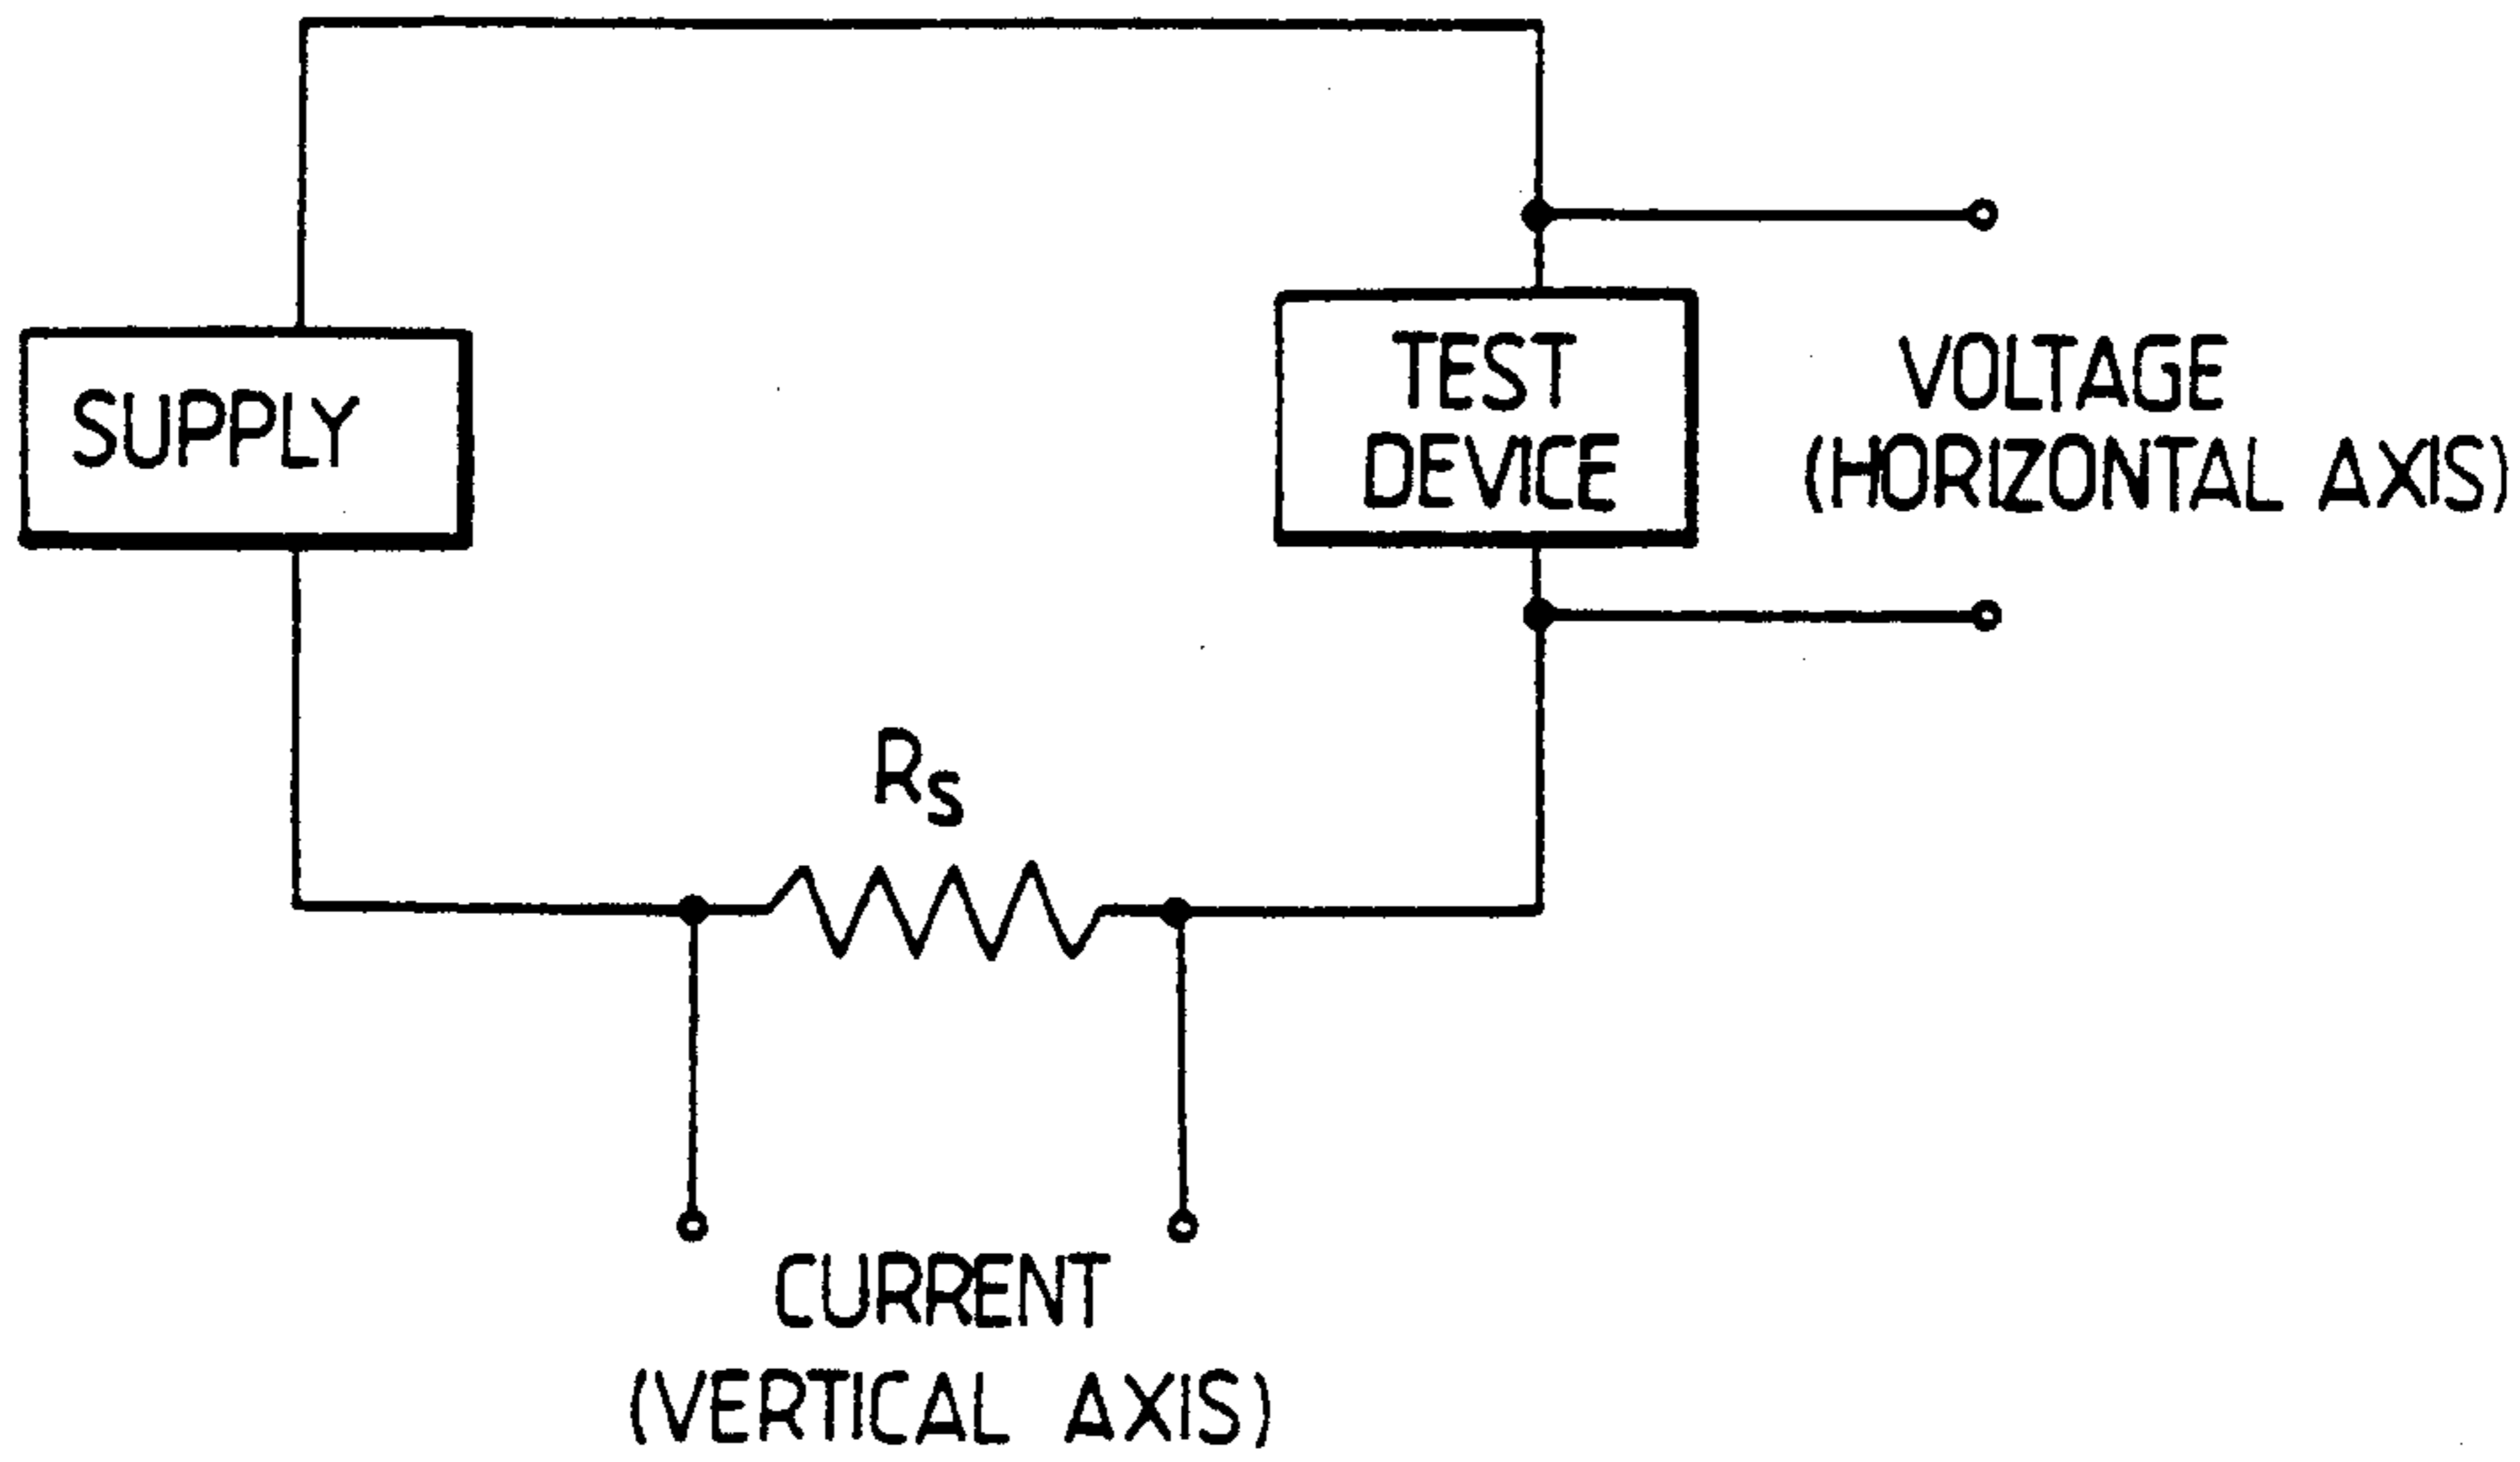 SUPPLY
TEST
DEVICE
VOLTAGE
(HORIZONTAL AXIS)
RS
CURRENT
(VERTICAL AXIS)